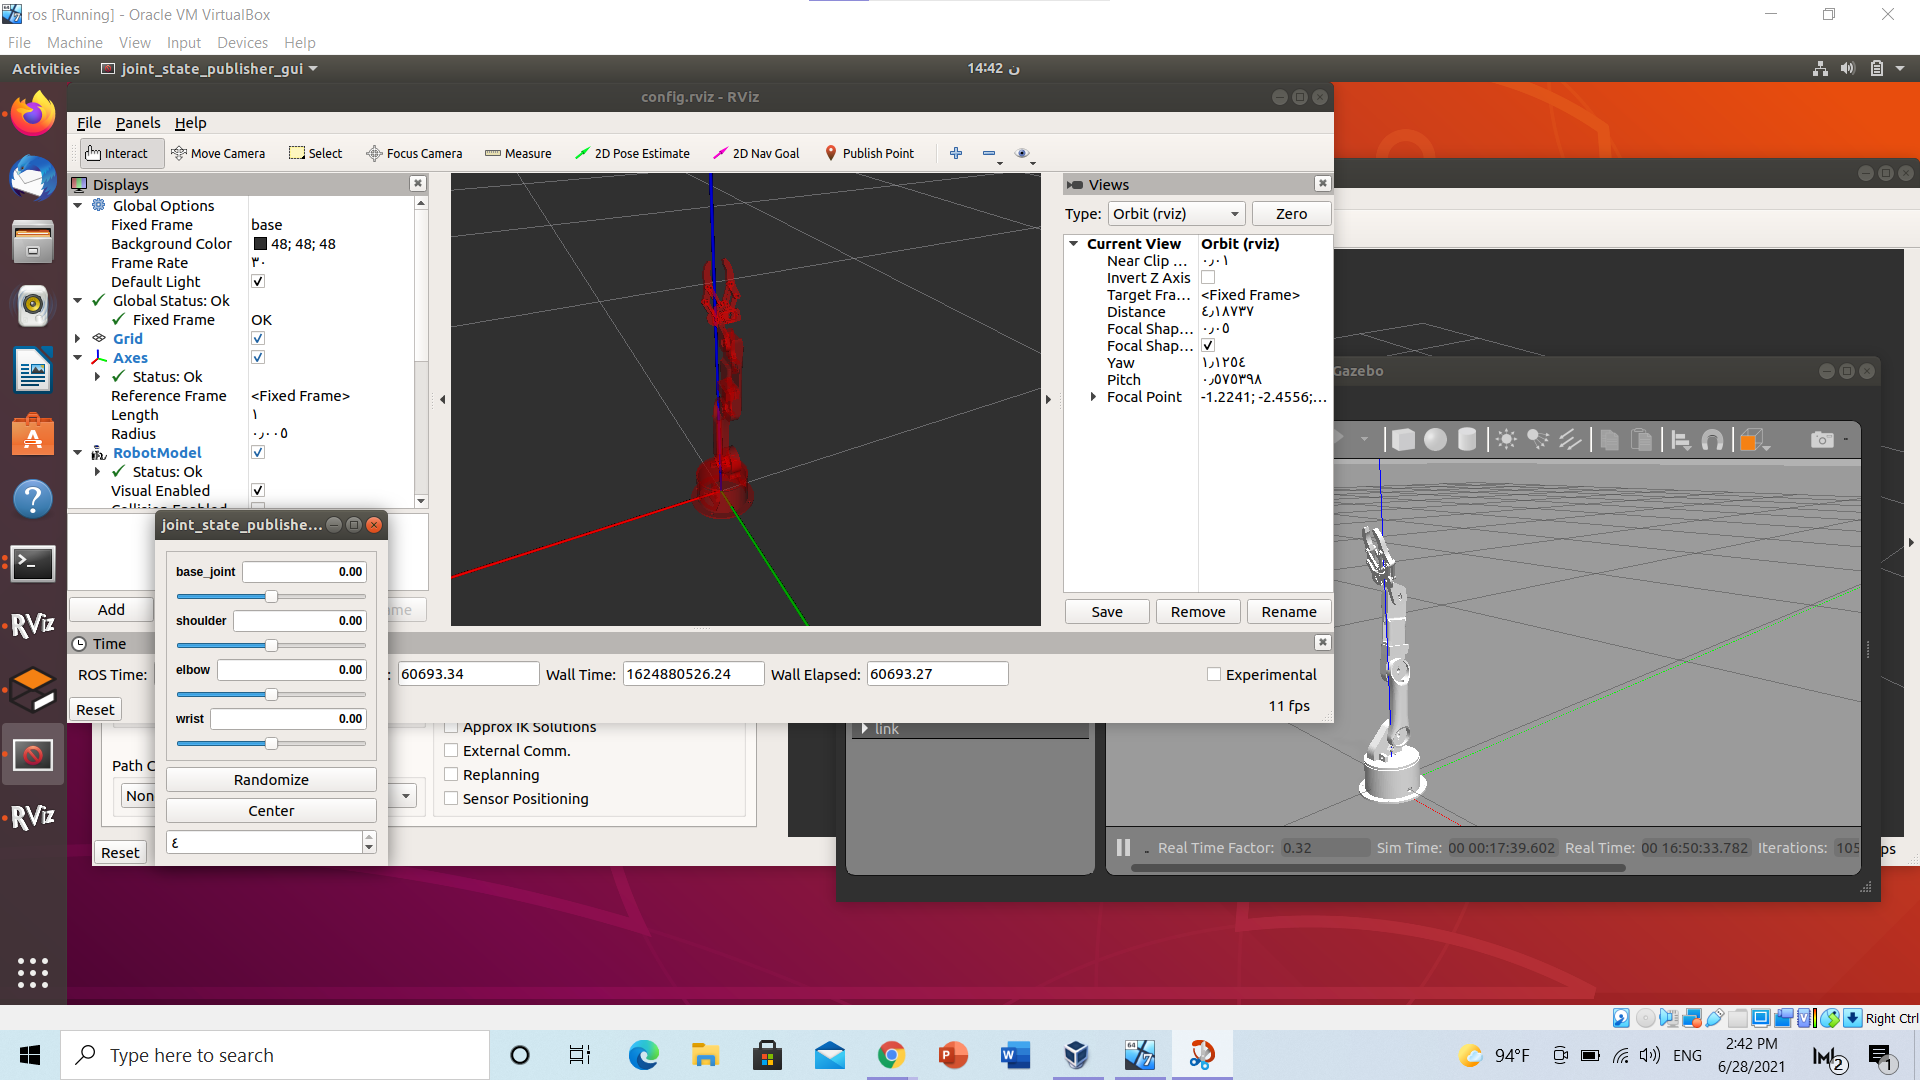 ros [Running] - Oracle VM VirtualBox
File Machine View Input Devices Help
Activities joint_state_publisher_gui
14:42 ن
config.rviz - RViz
File Panels Help
Interact Move Camera Select Focus Camera Measure 2D Pose Estimate 2D Nav Goal Publish Point
Displays
Global Options
Fixed Frame base
Background Color 48; 48; 48
Frame Rate ٣٠
Default Light
Global Status: Ok
Fixed Frame OK
Grid
Axes
Status: Ok
Reference Frame <Fixed Frame>
Length ١
Radius ٠٫٠٠٥
RobotModel
Status: Ok
Visual Enabled
Add
Views
Type: Orbit (rviz) Zero
Current View Orbit (rviz)
Near Clip ... ٠٫٠١
Invert Z Axis
Target Fra... <Fixed Frame>
Distance ٤٫١٨٧٣٧
Focal Shap... ٠٫٠٥
Focal Shap...
Yaw ١٫١٢٥٤
Pitch ٠٫٥٧٥٣٩٨
Focal Point -1.2241; -2.4556;...
Save Remove Rename
Time
ROS Time: 60693.34 Wall Time: 1624880526.24 Wall Elapsed: 60693.27 Experimental
Reset
11 fps
joint_state_publishe...
base_joint 0.00
shoulder 0.00
elbow 0.00
wrist 0.00
Randomize
Center
٤
Approx IK Solutions
External Comm.
Replanning
Sensor Positioning
Path C
Non
Reset
link
Gazebo
Real Time Factor: 0.32 Sim Time: 00 00:17:39.602 Real Time: 00 16:50:33.782 Iterations: 105
ps
RViz
RViz
Right Ctrl
Type here to search
94°F ENG
2:42 PM
6/28/2021
2
1